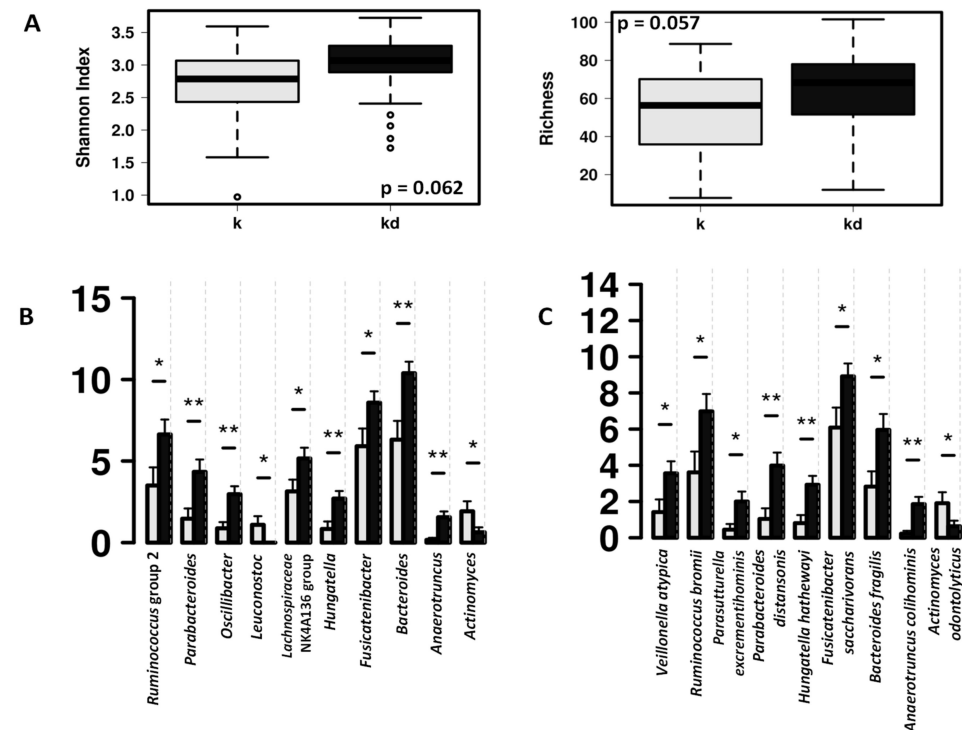 A
Shannon Index
3.5
3.0
2.5
2.0
1.5
1.0
p = 0.062
k
kd
Richness
100
80
60
40
20
p = 0.057
k
kd
B
15
10
5
0
*
**
**
*
*
**
*
**
**
*
Ruminococcus group 2
Parabacteroides
Oscillibacter
Leuconostoc
Lachnospiraceae
NK4A136 group
Hungatella
Fusicatenibacter
Bacteroides
Anaerotruncus
Actinomyces
C
14
12
10
8
6
4
2
0
*
*
*
**
**
*
*
**
*
Veillonella atypica
Ruminococcus bromii
Parasutturella
excrementihominis
Parabacteroides
distansonis
Hungatella hathewayi
Fusicatenibacter
saccharivorans
Bacteroides fragilis
Anaerotruncus colihominis
Actinomyces
odontolyticus